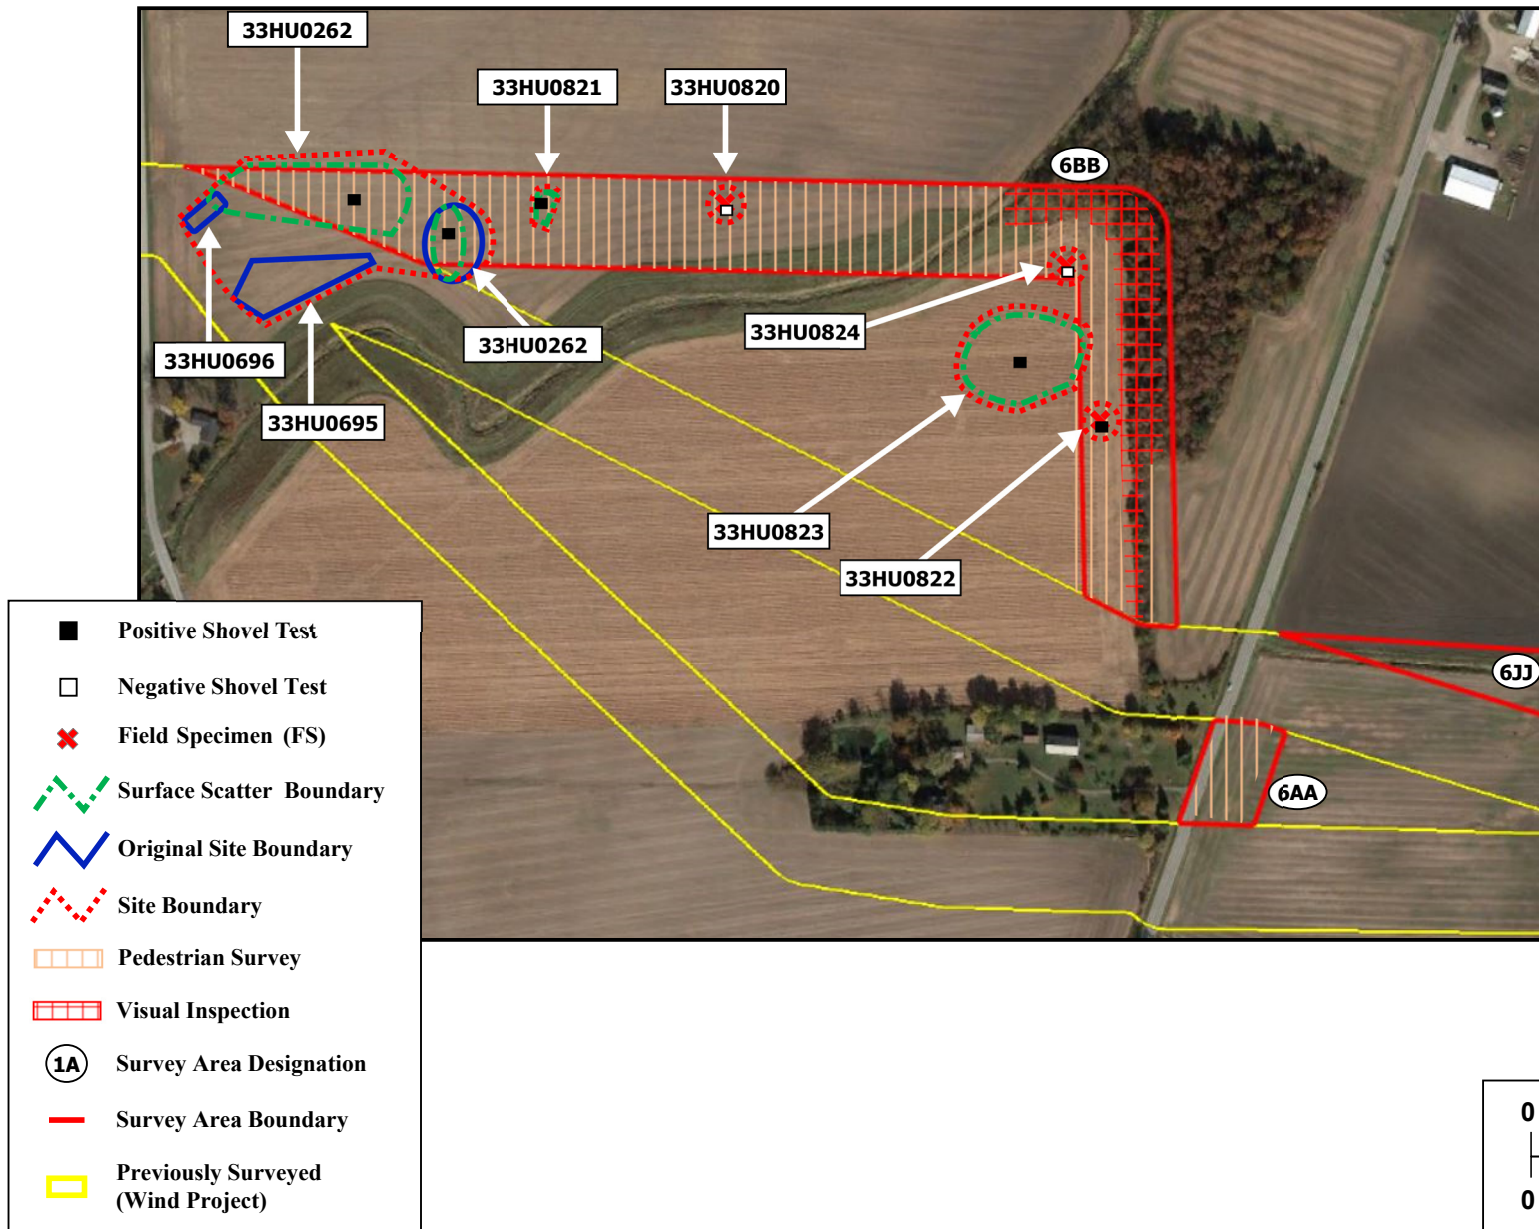 33HU0262
33HU0821
33HU0820
6BB
33HU0824
33HU0262
33HU0696
33HU0695
33HU0823
33HU0822
6JJ
6AA
Positive Shovel Test
Negative Shovel Test
Field Specimen (FS)
Surface Scatter Boundary
Original Site Boundary
Site Boundary
Pedestrian Survey
Visual Inspection
1A Survey Area Designation
Survey Area Boundary
Previously Surveyed
(Wind Project)
0
0